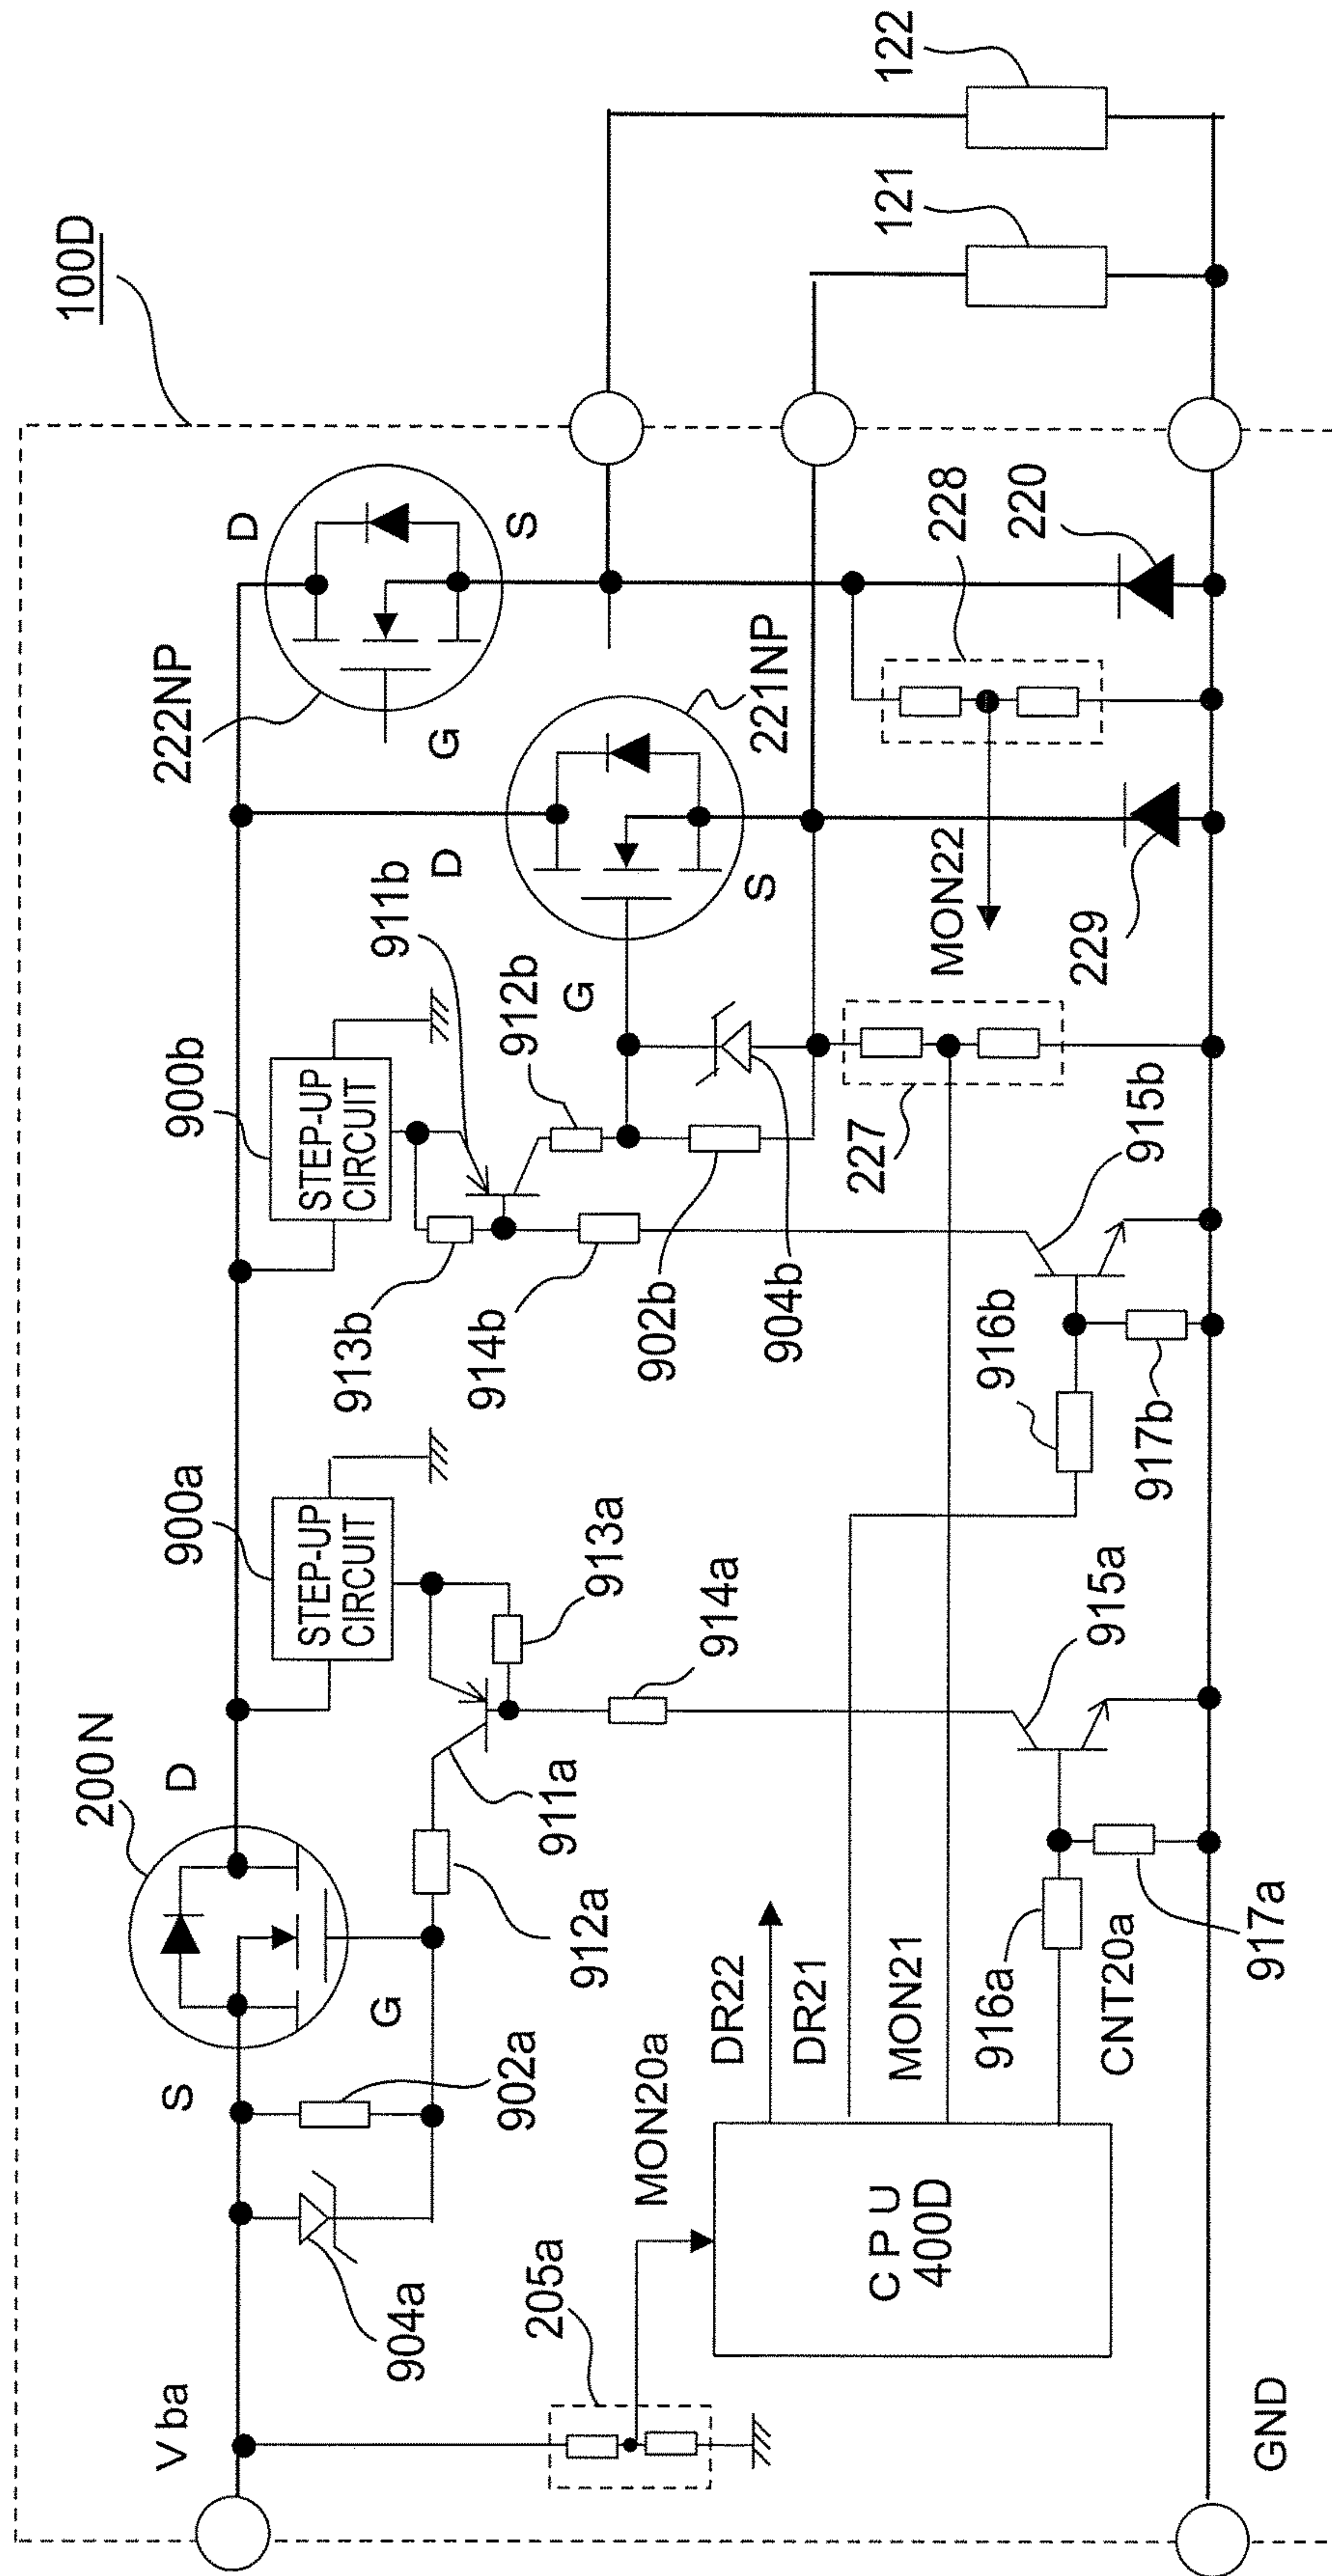 100D
200N
D
S
G
V ba
904a
902a
912a
911a
900a
STEP-UP
CIRCUIT
913a
914a
900b
STEP-UP
CIRCUIT
913b
914b
911b
912b
902b
904b
G
D
S
221NP
222NP
D
G
S
122
121
205a
MON20a
C P U
400D
DR22
DR21
MON21
916a
CNT20a
917a
915a
916b
917b
915b
227
MON22
228
229
220
GND